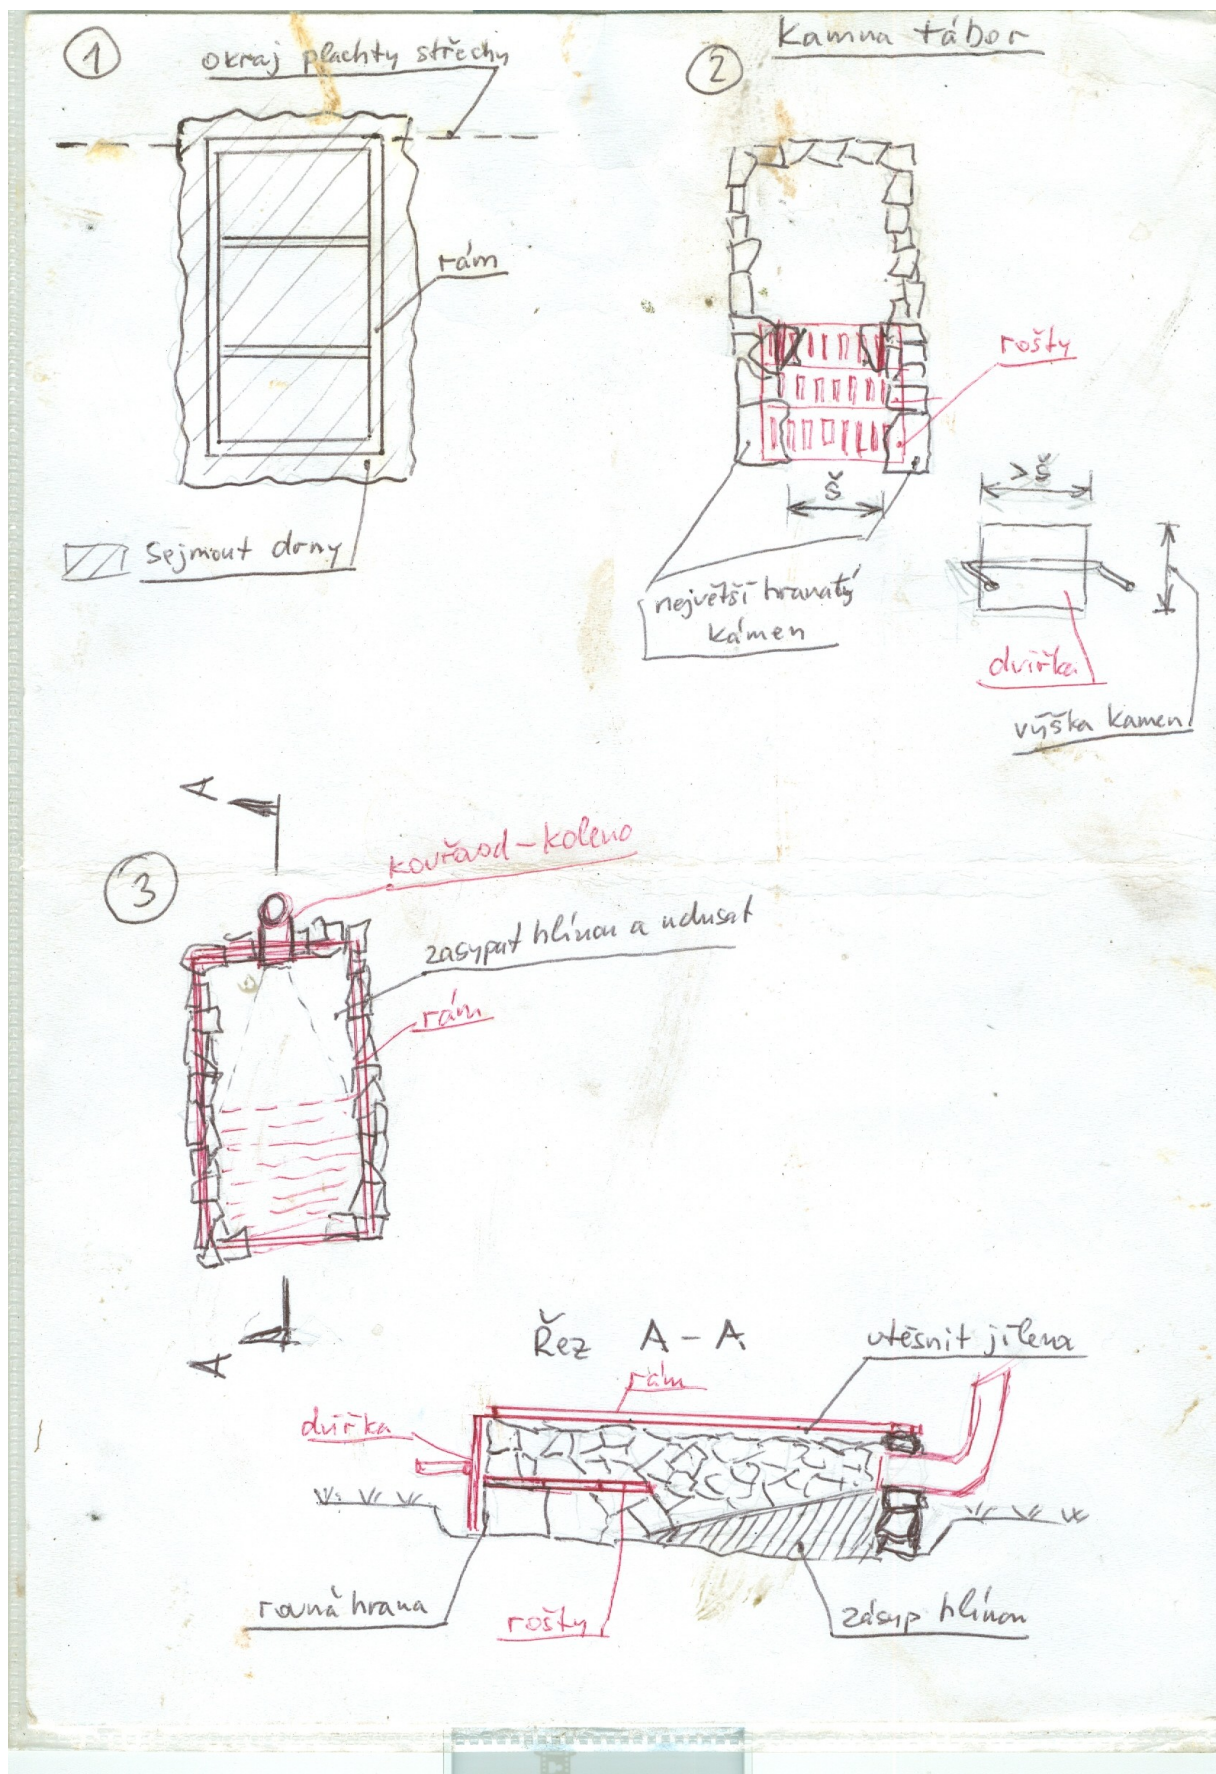 1
okraj plachty střechy
rám
Sejmout drny
Kamna tábor
2
rošty
š
> š
největší hranatý
kámen
dvířka
výška kamen
3
A
kouřovod - koleno
zasypat hlínou a udusat
rám
A
Řez A - A
utěsnit jílem
rám
dvířka
rovná hrana
rošty
zásyp hlínou